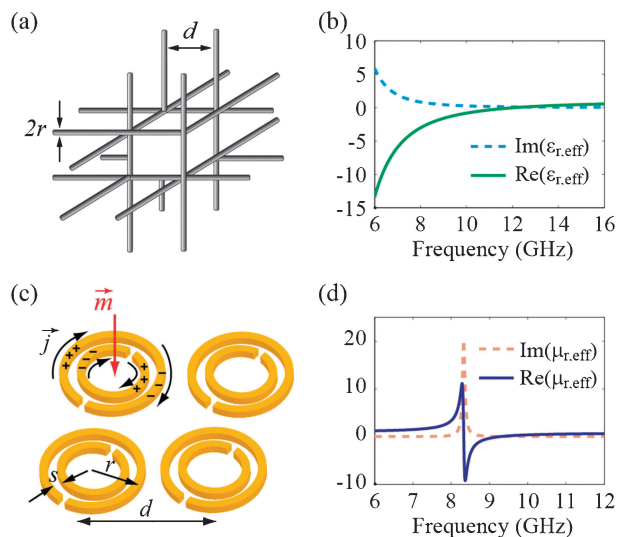 (a)
d
2r
(b)
10
5
0
-5
-10
-15
Im(εr.eff)
Re(εr.eff)
6 8 10 12 14 16
Frequency (GHz)
(c)
m
j
+ + + + − − − −
+ + + − − −
s
r
d
(d)
20
10
0
-10
Im(μr.eff)
Re(μr.eff)
6 7 8 9 10 11 12
Frequency (GHz)